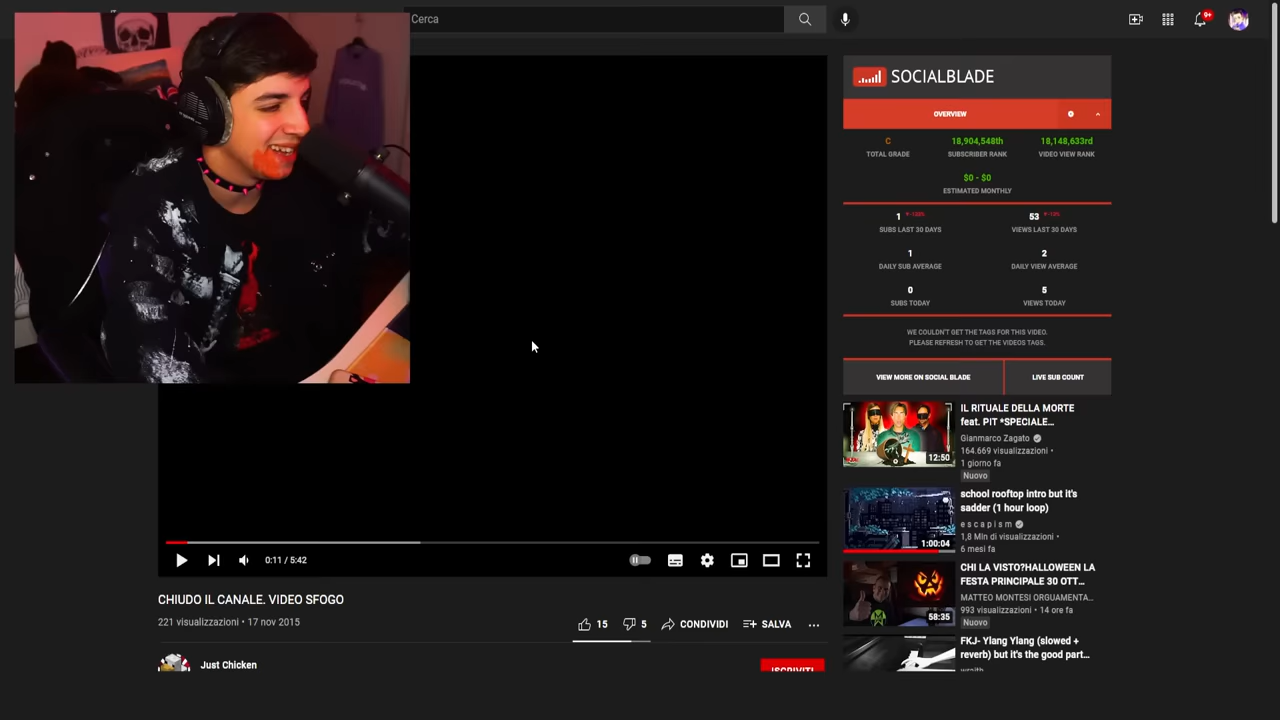 Cerca
9+
SOCIALBLADE
OVERVIEW
C
18,904,548th
18,148,633rd
TOTAL GRADE
SUBSCRIBER RANK
VIDEO VIEW RANK
$0 - $0
ESTIMATED MONTHLY
1
53
SUBS LAST 30 DAYS
VIEWS LAST 30 DAYS
1
2
DAILY SUB AVERAGE
DAILY VIEW AVERAGE
0
5
SUBS TODAY
VIEWS TODAY
WE COULDN'T GET THE TAGS FOR THIS VIDEO.
PLEASE REFRESH TO GET THE VIDEOS TAGS.
VIEW MORE ON SOCIAL BLADE
LIVE SUB COUNT
IL RITUALE DELLA MORTE
feat. PIT *SPECIALE...
Gianmarco Zagato
164.669 visualizzazioni •
1 giorno fa
Nuovo
12:50
school rooftop intro but it's
sadder (1 hour loop)
e s c a p i s m
1,8 Mln di visualizzazioni •
6 mesi fa
1:00:04
CHI LA VISTO?HALLOWEEN LA
FESTA PRINCIPALE 30 OTT...
MATTEO MONTESI ORGUAMENTA...
993 visualizzazioni • 14 ore fa
Nuovo
58:35
FKJ- Ylang Ylang (slowed +
reverb) but it's the good part...
wraith
0:11 / 5:42
CHIUDO IL CANALE. VIDEO SFOGO
221 visualizzazioni • 17 nov 2015
15
5
CONDIVIDI
SALVA
Just Chicken
ISCRIVITI